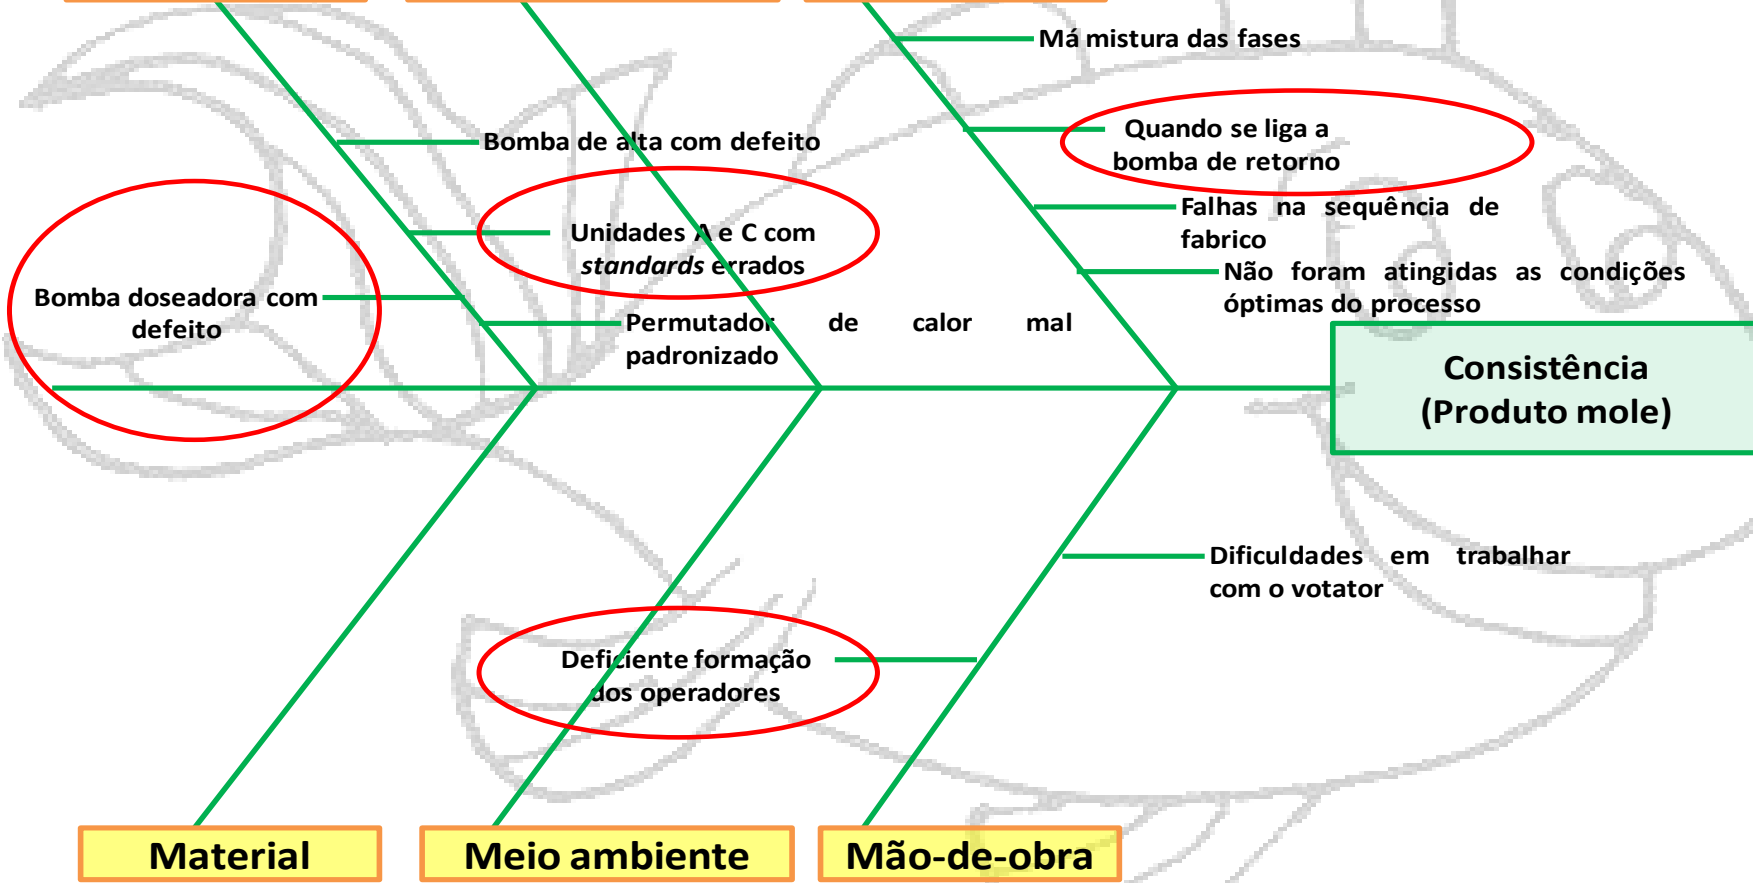 Má mistura das fases
Bomba de alta com defeito
Quando se liga a
bomba de retorno
Unidades A e C com
standards errados
Falhas na sequência de
fabrico
Não foram atingidas as condições
óptimas do processo
Bomba doseadora com
defeito
Permutador de calor mal
padronizado
Consistência
(Produto mole)
Dificuldades em trabalhar
com o votator
Deficiente formação
dos operadores
Material
Meio ambiente
Mão-de-obra